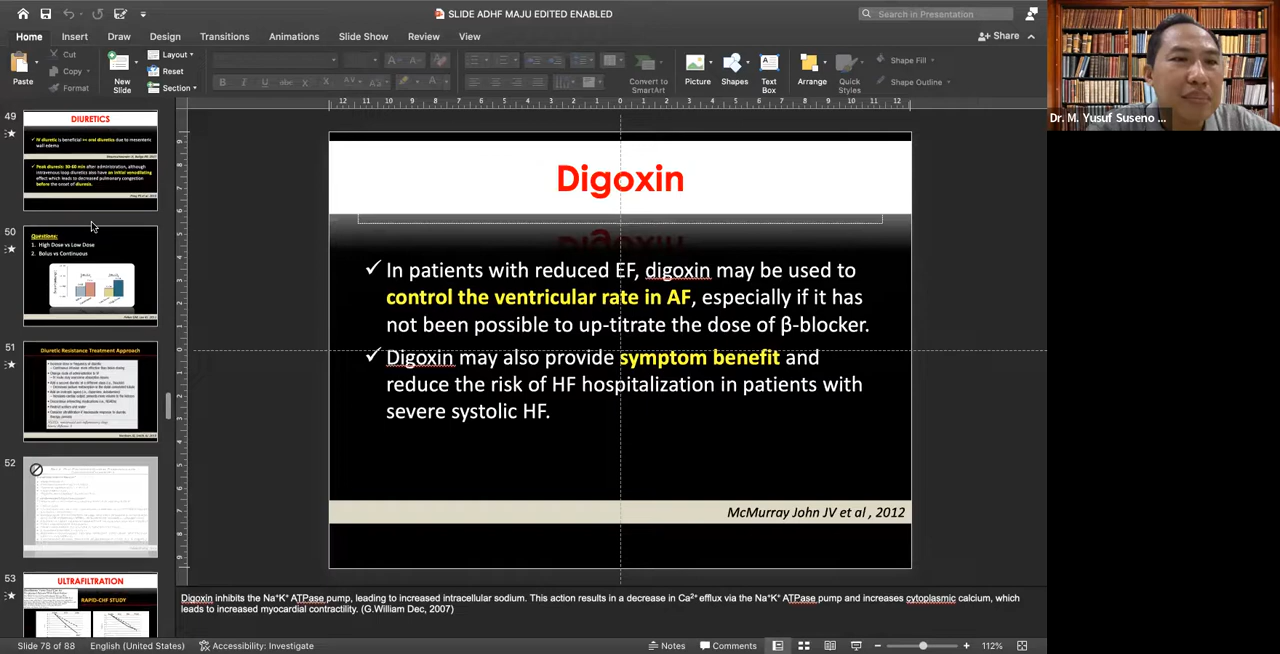 SLIDE ADHF MAJU EDITED ENABLED
Search in Presentation
Home Insert Draw Design Transitions Animations Slide Show Review View
Share
Paste
Cut
Copy
Format
New Slide
Layout
Reset
Section
Convert to SmartArt
Picture
Shapes
Text Box
Arrange
Quick Styles
Shape Fill
Shape Outline
Dr. M. Yusuf Suseno ...
49
DIURETICS
50
Questions:
1. High Dose vs Low Dose
2. Bolus vs Continuous
51
Diuretic Resistance Treatment Approach
52
53
ULTRAFILTRATION
RAPID-CHF STUDY
Digoxin
✓ In patients with reduced EF, digoxin may be used to
control the ventricular rate in AF, especially if it has
not been possible to up-titrate the dose of β-blocker.
✓ Digoxin may also provide symptom benefit and
reduce the risk of HF hospitalization in patients with
severe systolic HF.
McMurray John JV et al , 2012
Digoxin inhibits the Na⁺K⁺ ATPase pump, leading to increased intracellular sodium. This action results in a decrease in Ca²⁺ efflux via the Na⁺K⁺ ATPase pump and increases cytoplasmic calcium, which
leads to increased myocardial contractility. (G.William Dec, 2007)
Slide 78 of 88 English (United States) Accessibility: Investigate Notes Comments 112%